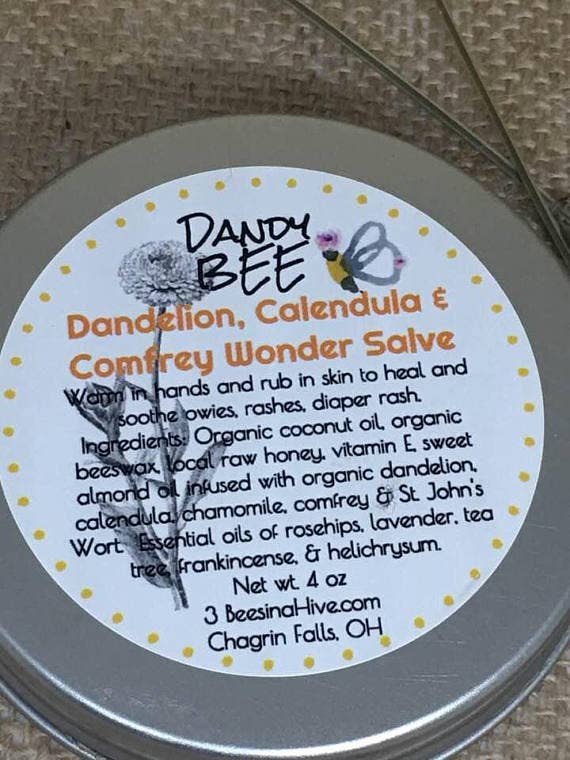 DANDY
BEE
Dandelion, Calendula &
Comfrey Wonder Salve
Warm in hands and rub in skin to heal and
soothe owies, rashes, diaper rash.
Ingredients: Organic coconut oil, organic
beeswax, local raw honey, vitamin E, sweet
almond oil infused with organic dandelion,
calendula, chamomile, comfrey & St. John's
Wort. Essential oils of rosehips, lavender, tea
tree, frankincense, & helichrysum.
Net wt. 4 oz
3 BeesinaHive.com
Chagrin Falls, OH